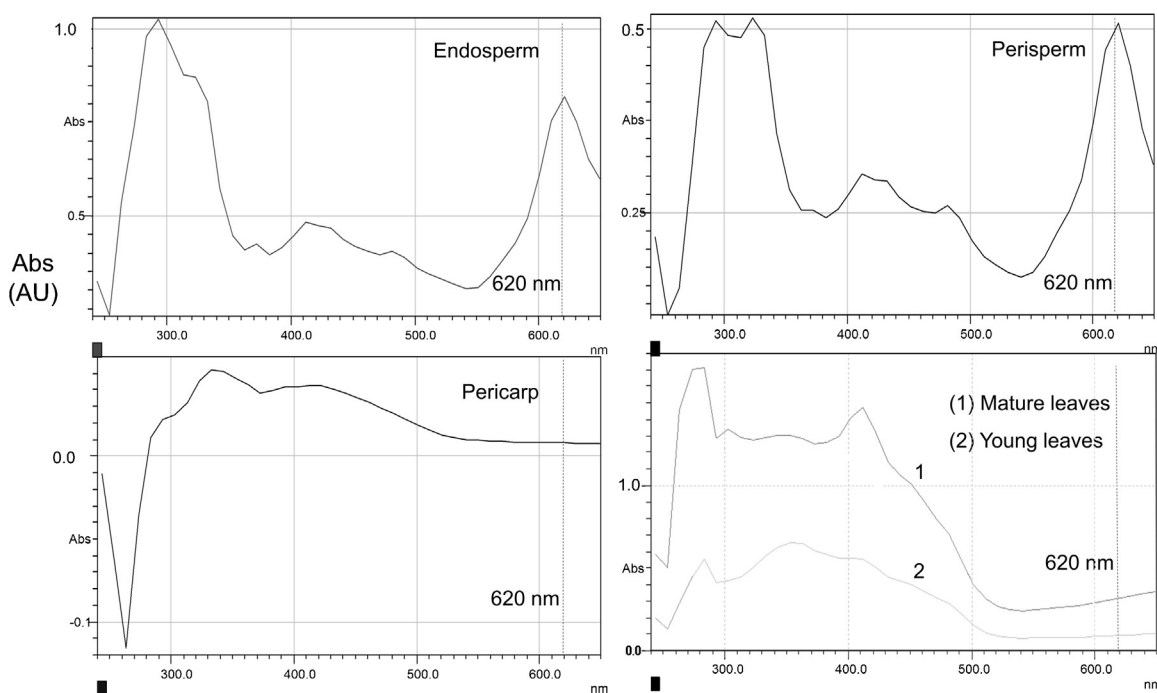 1.0
Abs
0.5
Endosperm
620 nm
300.0 400.0 500.0 600.0
nm
0.5
Abs
0.25
Perisperm
620 nm
300.0 400.0 500.0 600.0
nm
Abs
(AU)
0.0
Abs
-0.1
Pericarp
620 nm
300.0 400.0 500.0 600.0
nm
1.0
Abs
0.0
(1) Mature leaves
(2) Young leaves
1
2
620 nm
300.0 400.0 500.0 600.0
nm